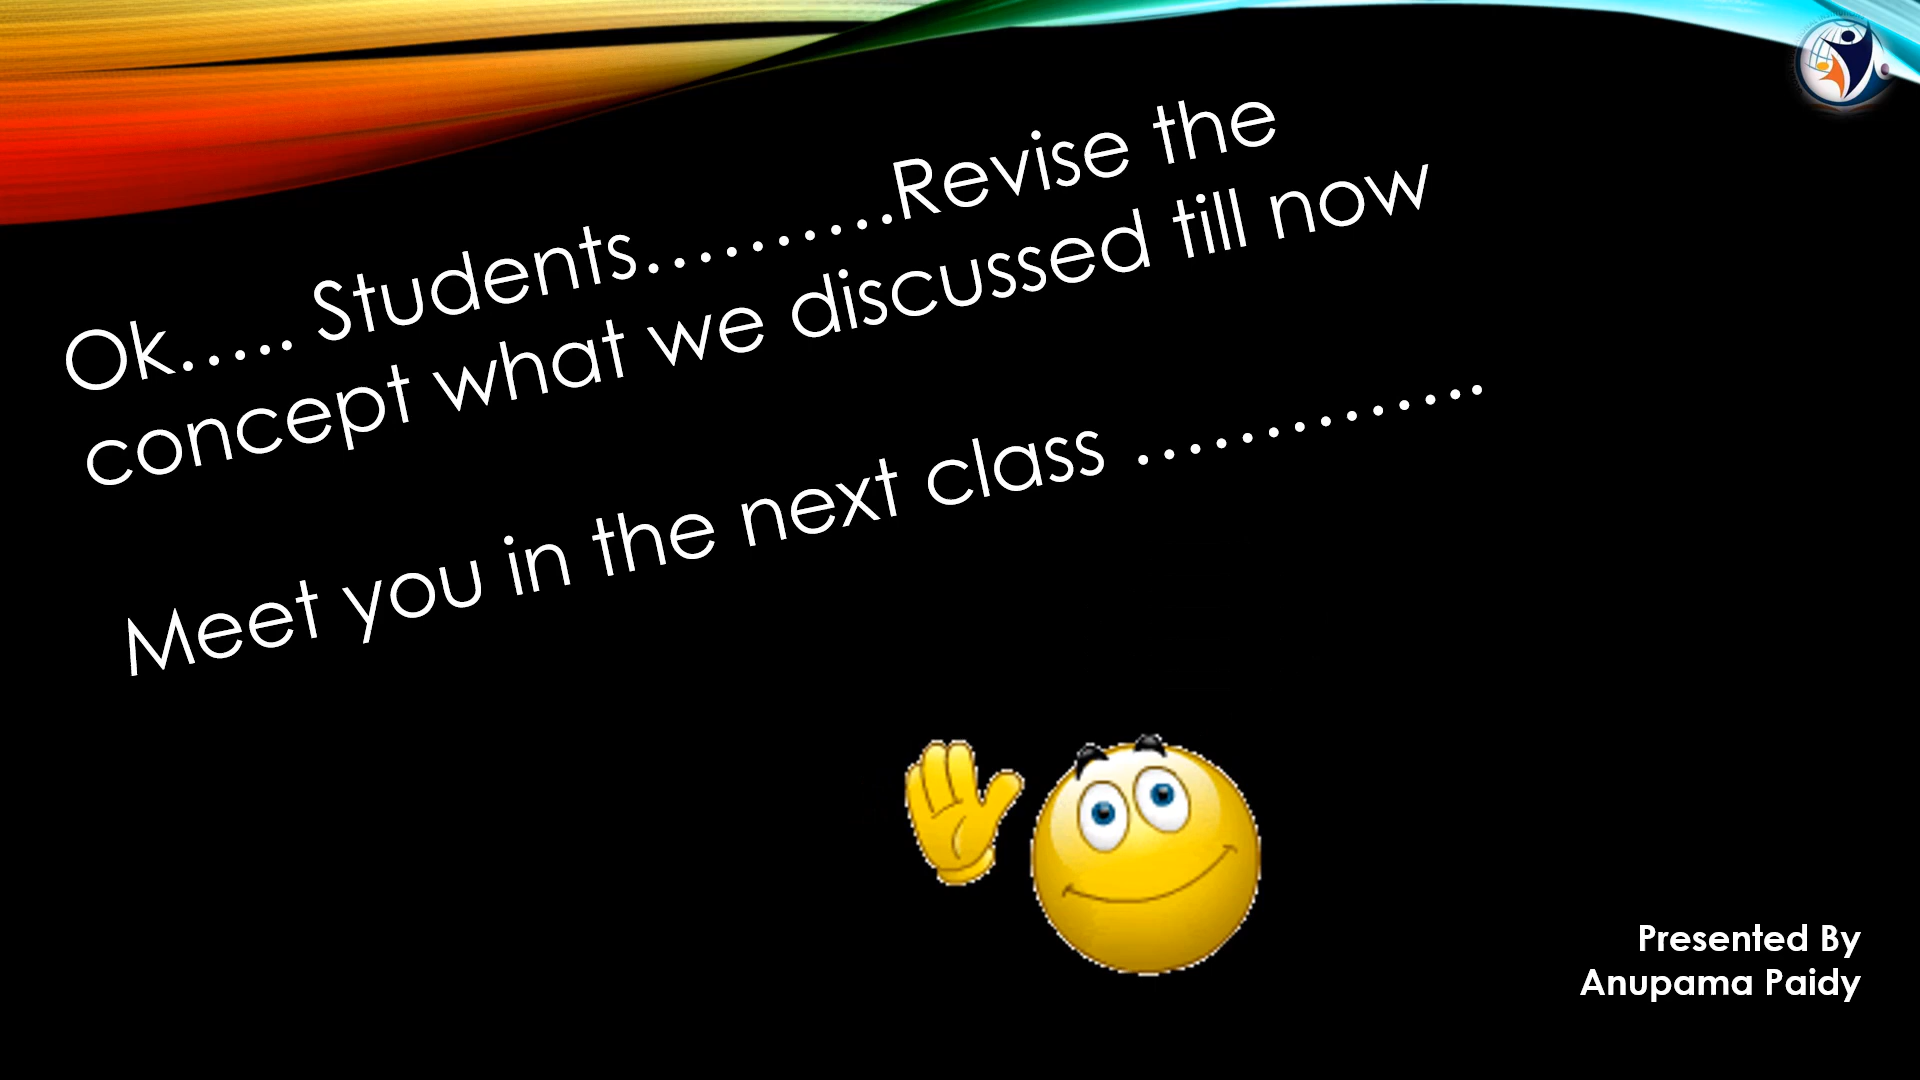 Ok..... Students..........Revise the
concept what we discussed till now
Meet you in the next class ..............
Presented By
Anupama Paidy